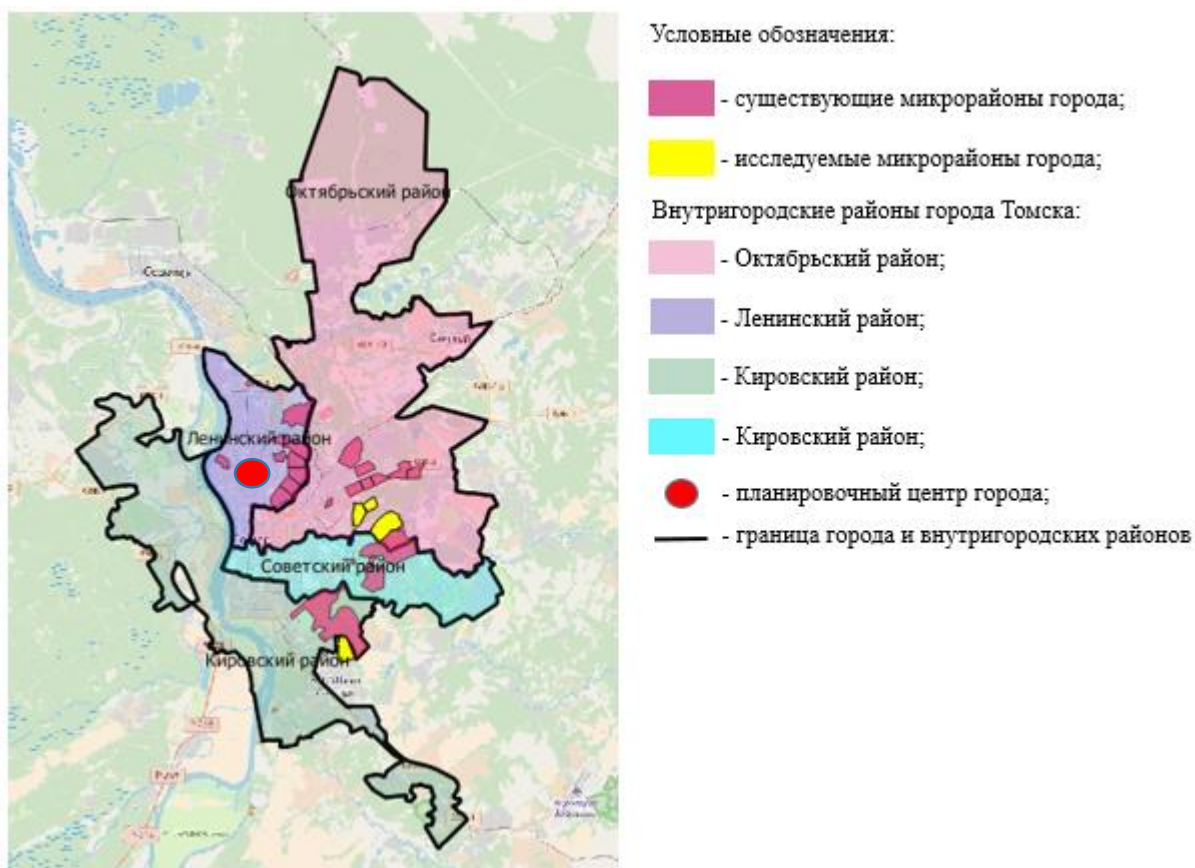 Условные обозначения:
- существующие микрорайоны города;
- исследуемые микрорайоны города;
Внутригородские районы города Томска:
- Октябрьский район;
- Ленинский район;
- Кировский район;
- Кировский район;
- планировочный центр города;
- граница города и внутригородских районов
Октябрьский район
Ленинский район
Советский район
Кировский район